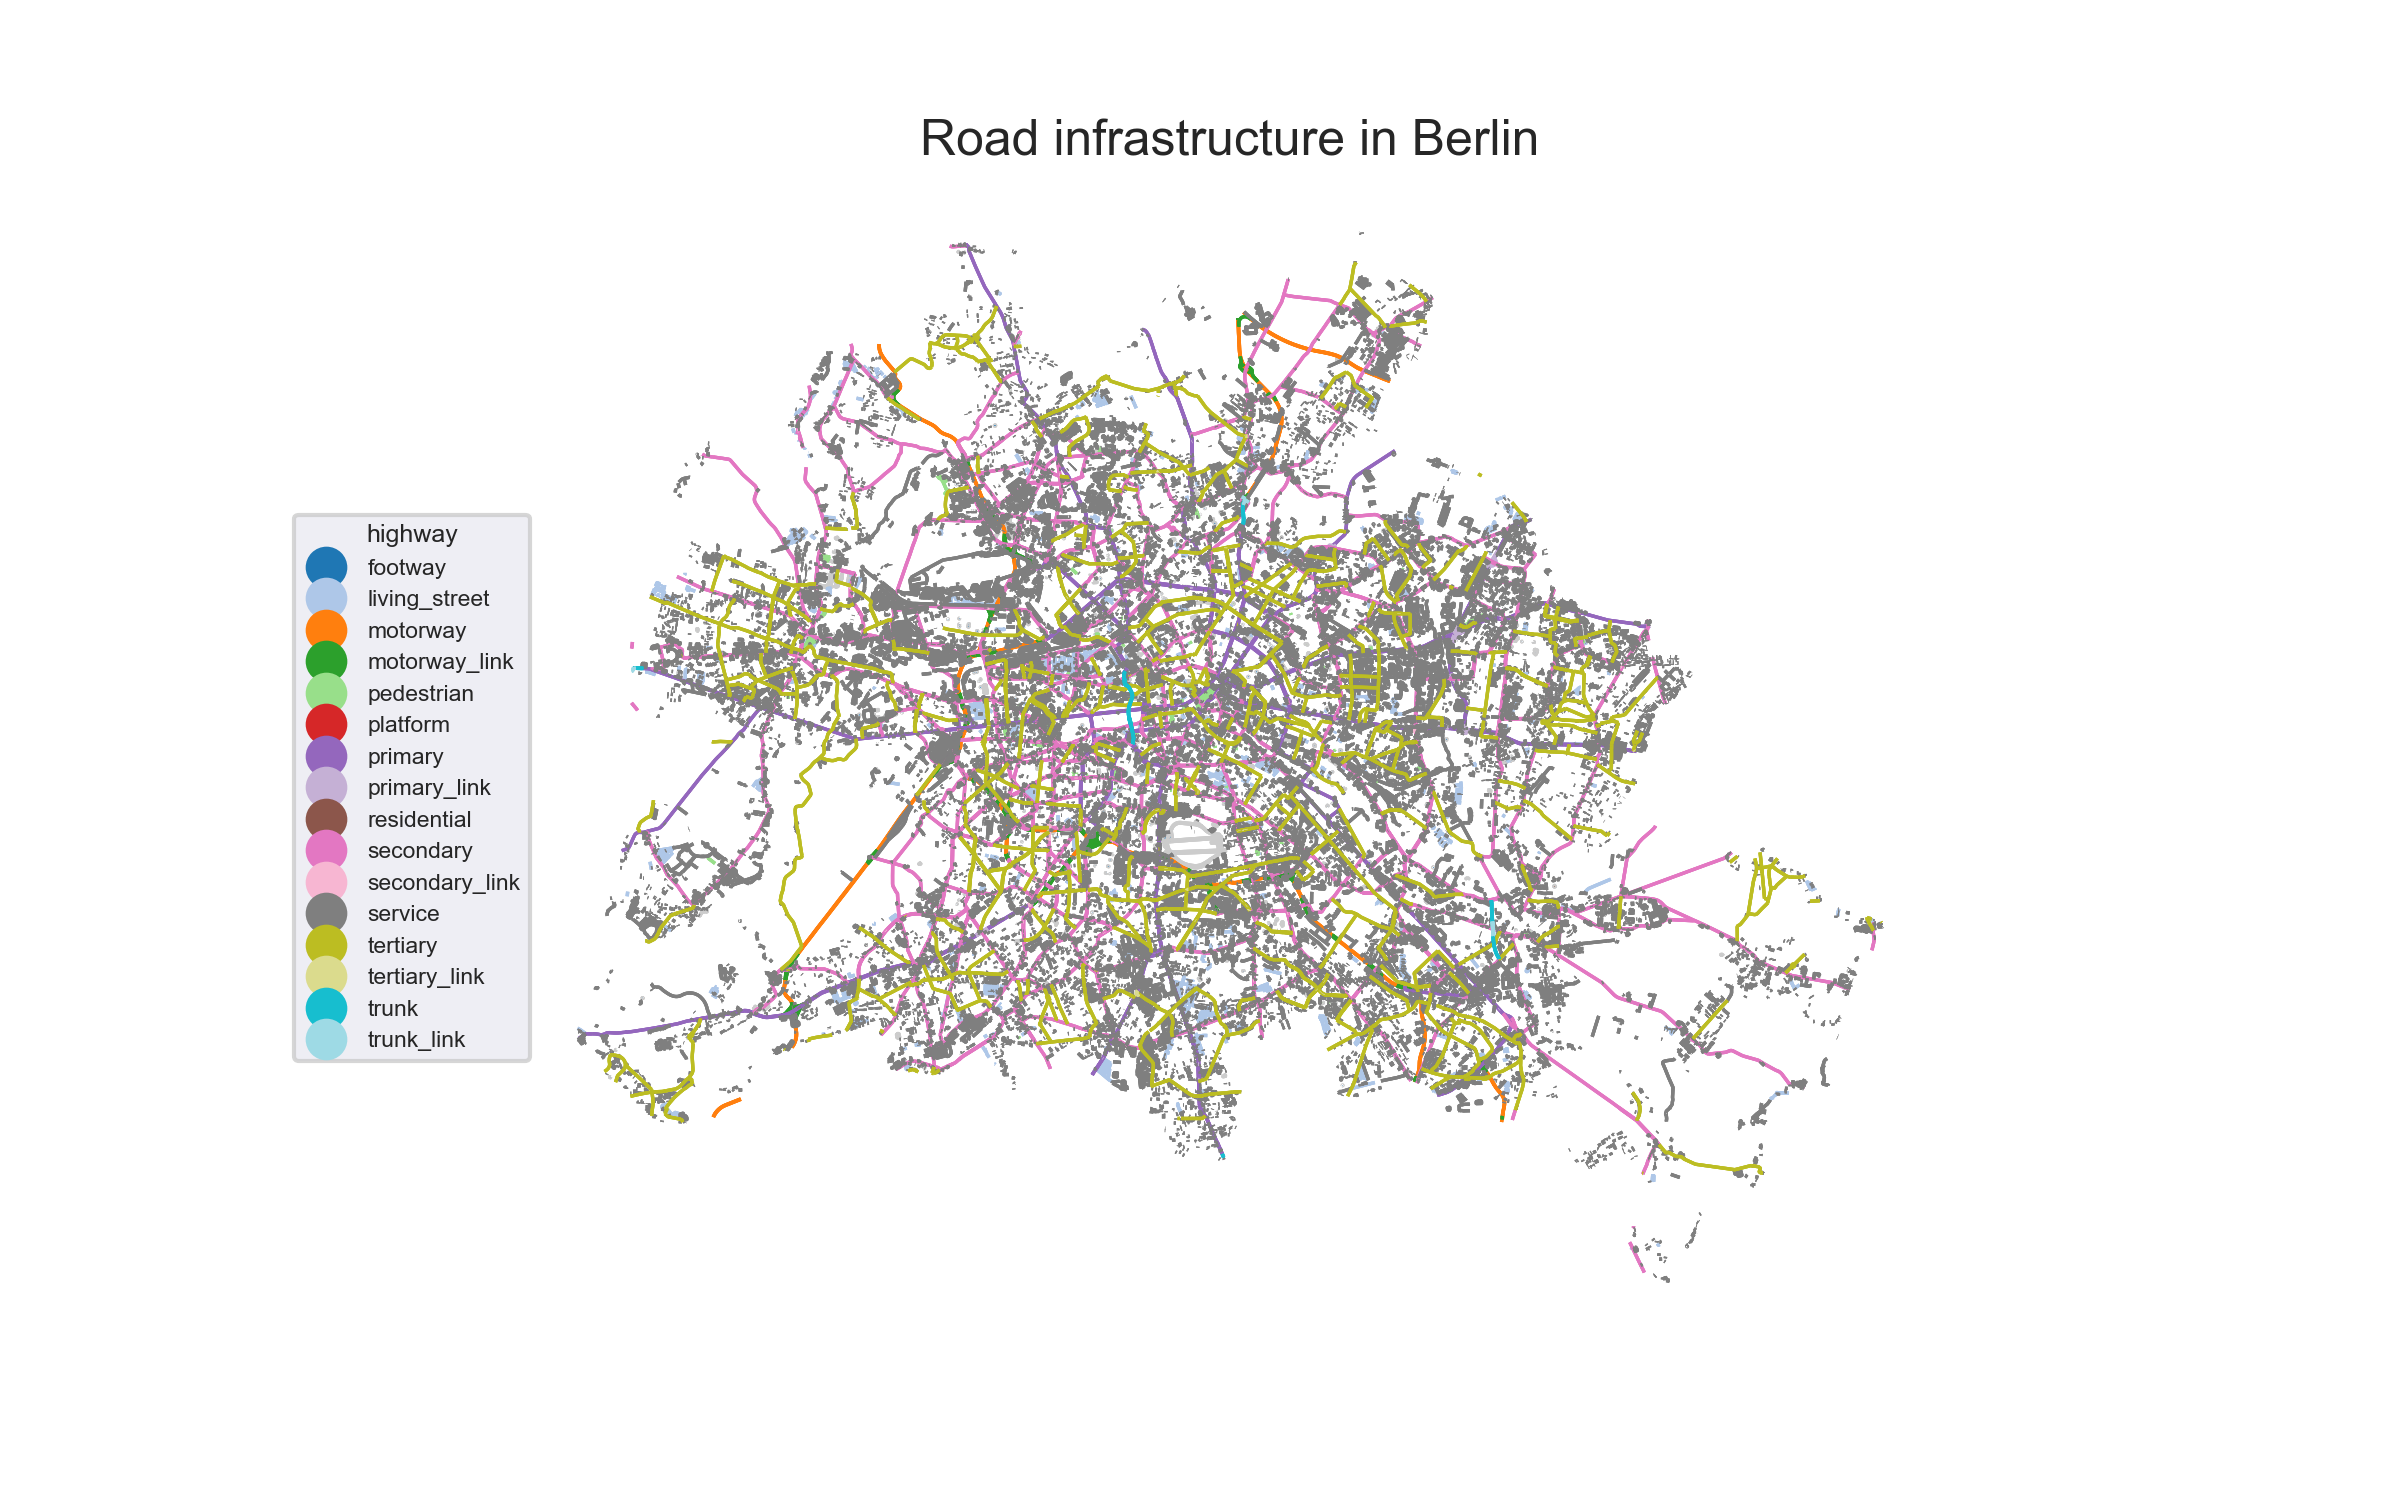 Road infrastructure in Berlin
highway
footway
living_street
motorway
motorway_link
pedestrian
platform
primary
primary_link
residential
secondary
secondary_link
service
tertiary
tertiary_link
trunk
trunk_link